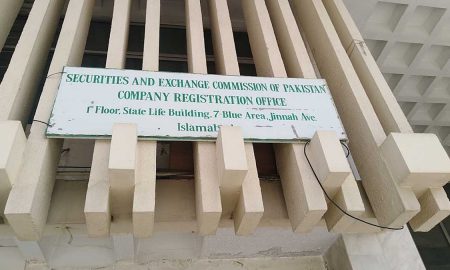 SECURITIES AND EXCHANGE COMMISSION OF PAKISTAN
COMPANY REGISTRATION OFFICE
1st Floor, State Life Building, 7 Blue Area, Jinnah Ave.